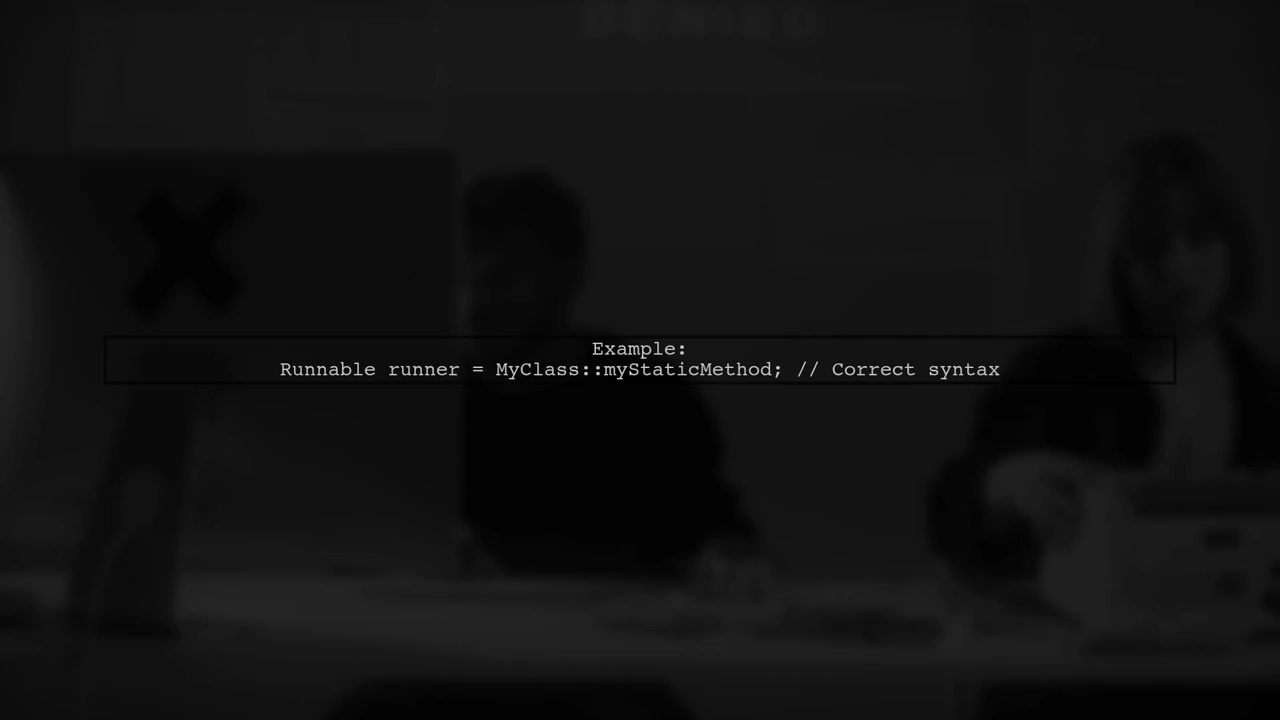 Example:
Runnable runner = MyClass::myStaticMethod; // Correct syntax